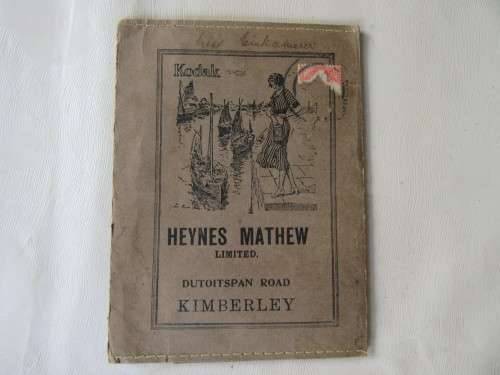 Kodak
HEYNES MATHEW
LIMITED.
DUTOITSPAN ROAD
KIMBERLEY